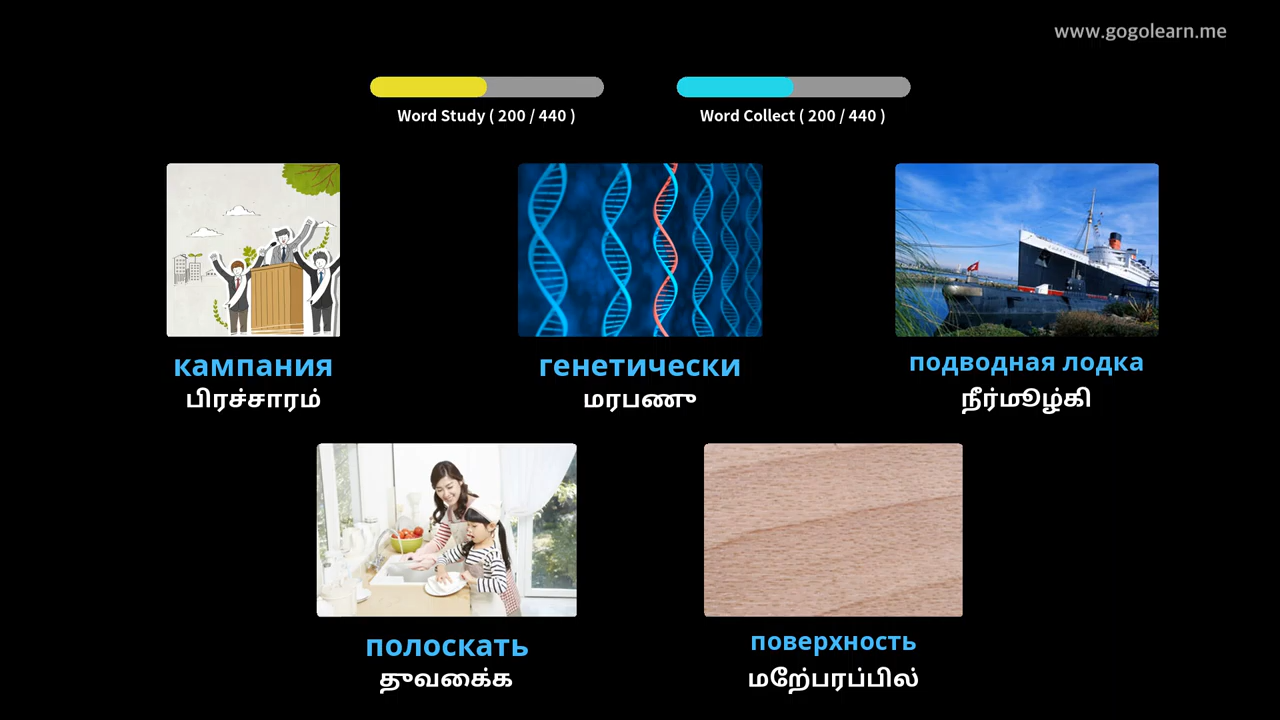 www.gogolearn.me
Word Study ( 200 / 440 )
Word Collect ( 200 / 440 )
кампания
பிரச்சாரம்
генетически
மரபணு
подводная лодка
நீர்மூழ்கி
полоскать
துவக்கை
поверхность
மேற்பரப்பில்